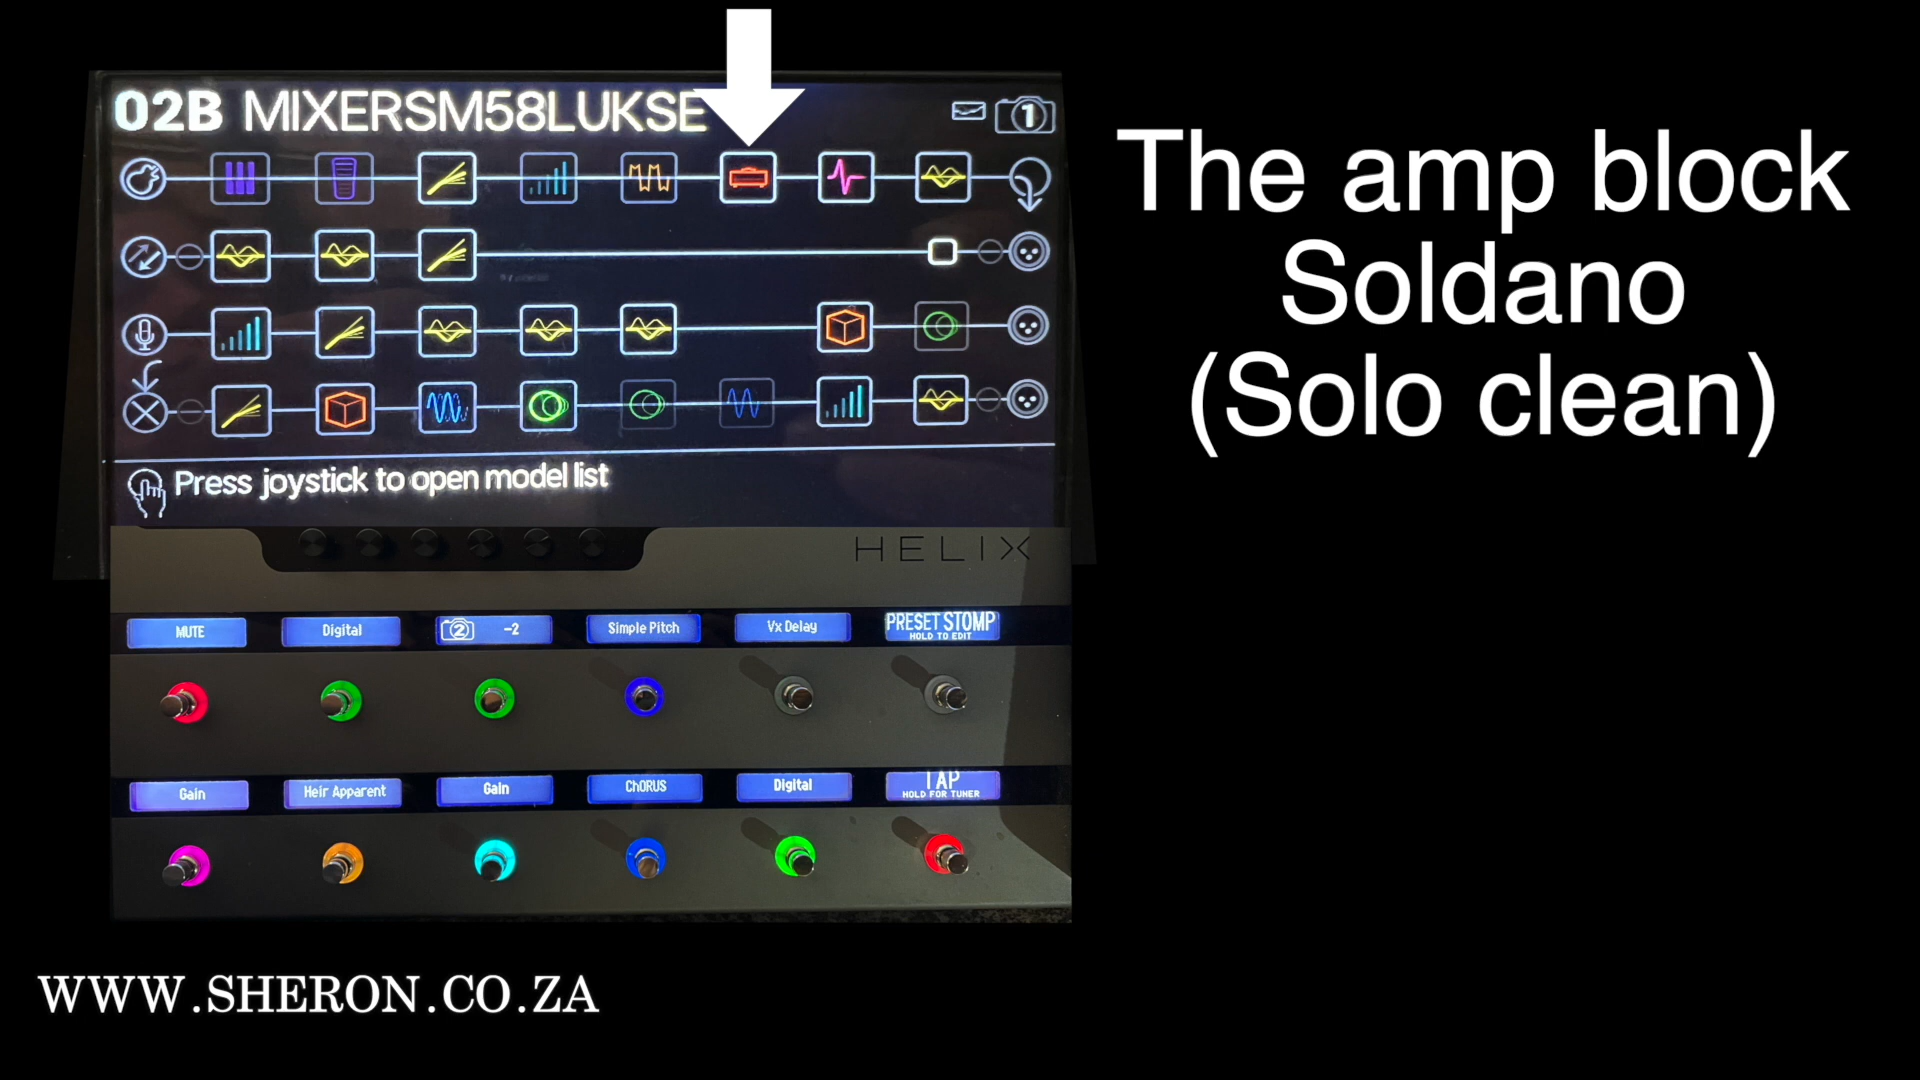 02B MIXERSM58LUKSE
1
The amp block
Soldano
(Solo clean)
Press joystick to open model list
HELIX
MUTE
Digital
2 -2
Simple Pitch
Vx Delay
PRESET STOMP
HOLD TO EDIT
Gain
Heir Apparent
Gain
ChORUS
Digital
TAP
HOLD FOR TUNER
WWW.SHERON.CO.ZA